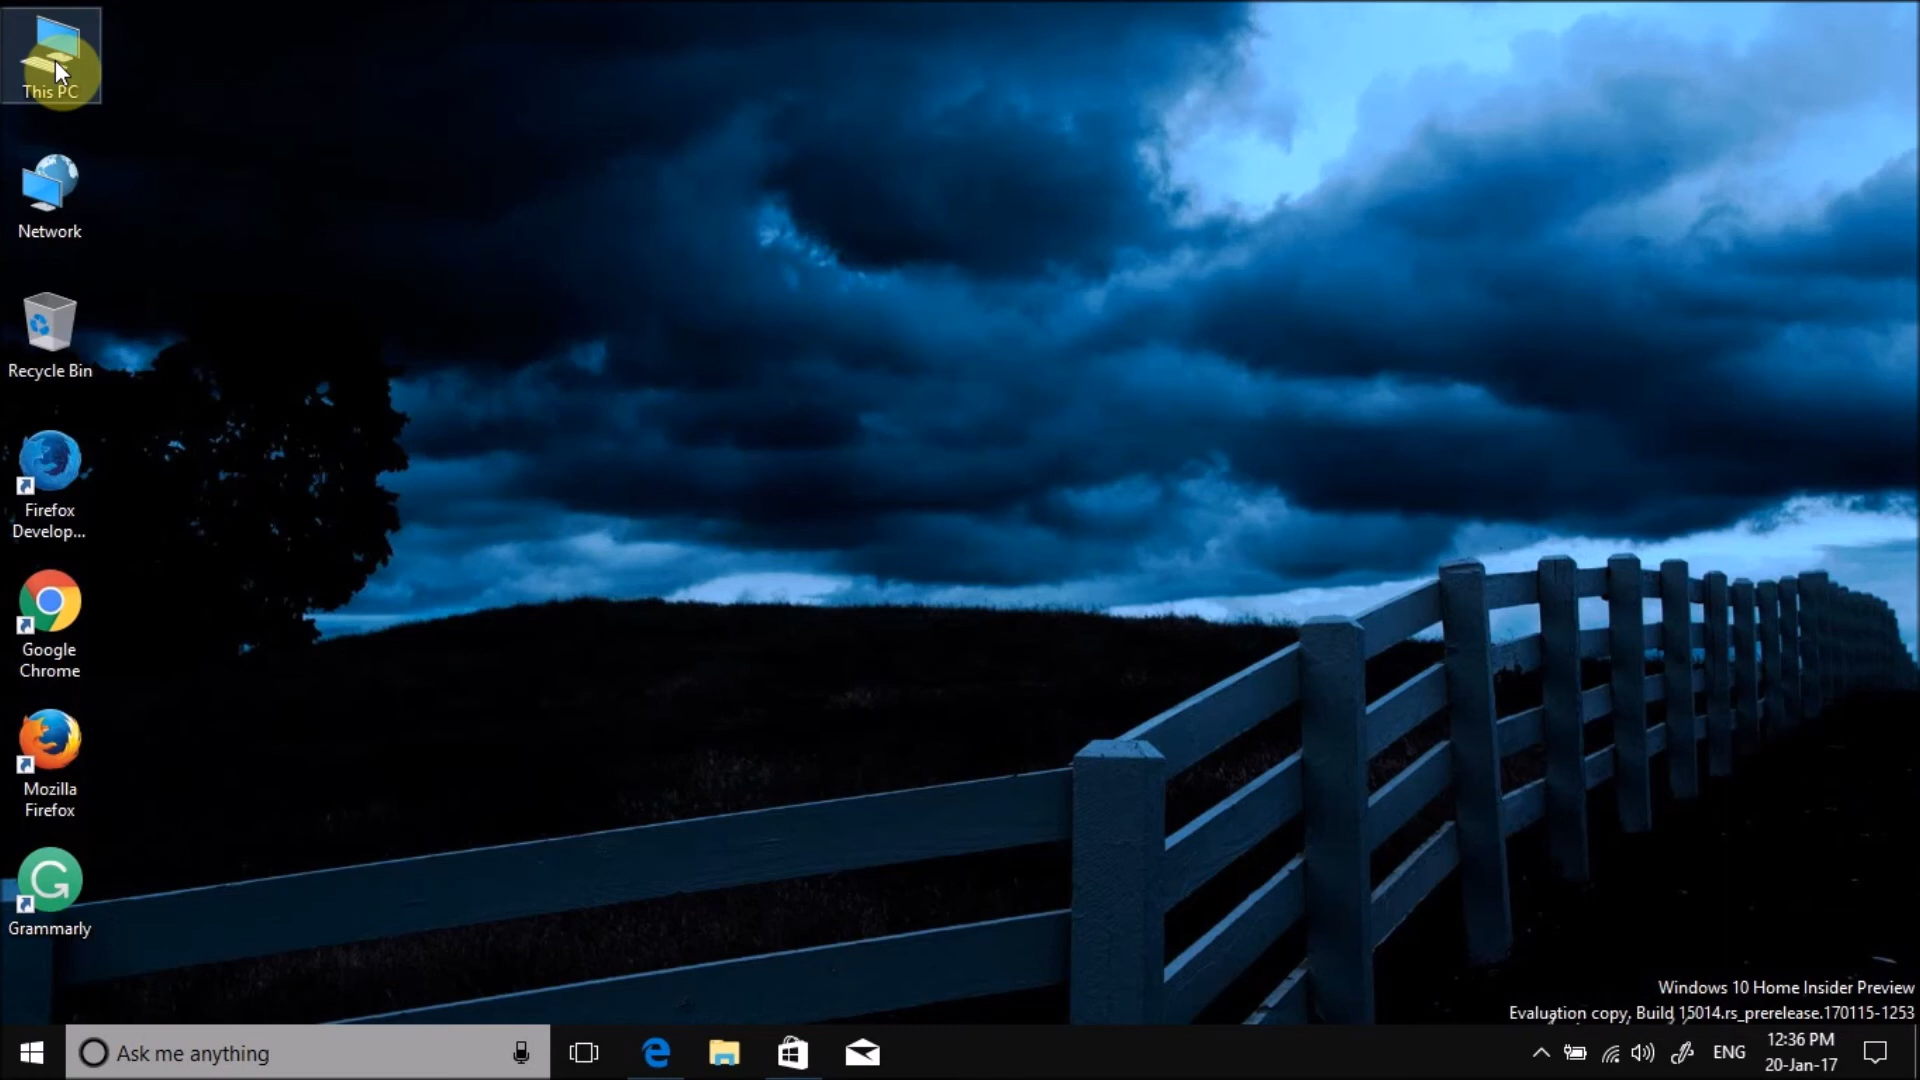 This PC
Network
Recycle Bin
Firefox
Develop...
Google
Chrome
Mozilla
Firefox
Grammarly
Windows 10 Home Insider Preview
Evaluation copy, Build 15014.rs_prerelease.170115-1253
Ask me anything
ENG
12:36 PM
20-Jan-17